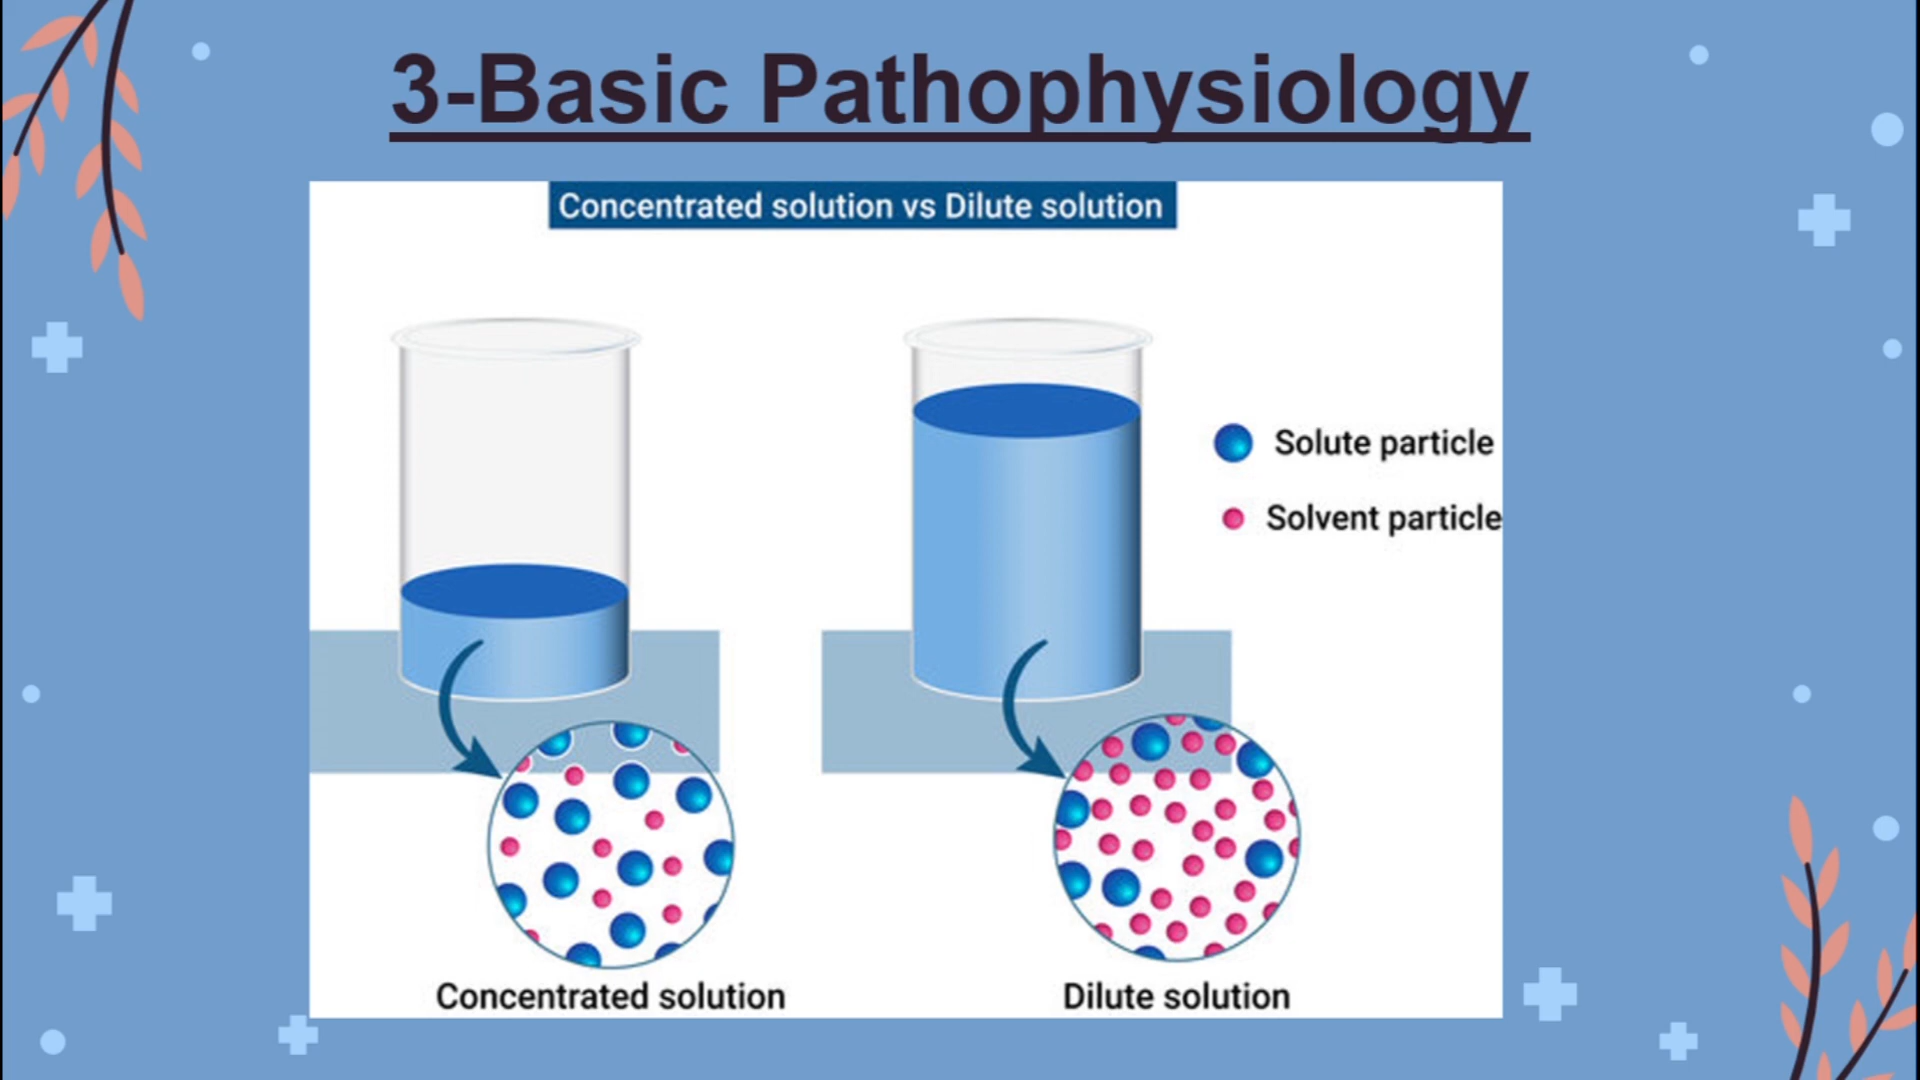 3-Basic Pathophysiology
Concentrated solution vs Dilute solution
Solute particle
Solvent particle
Concentrated solution
Dilute solution